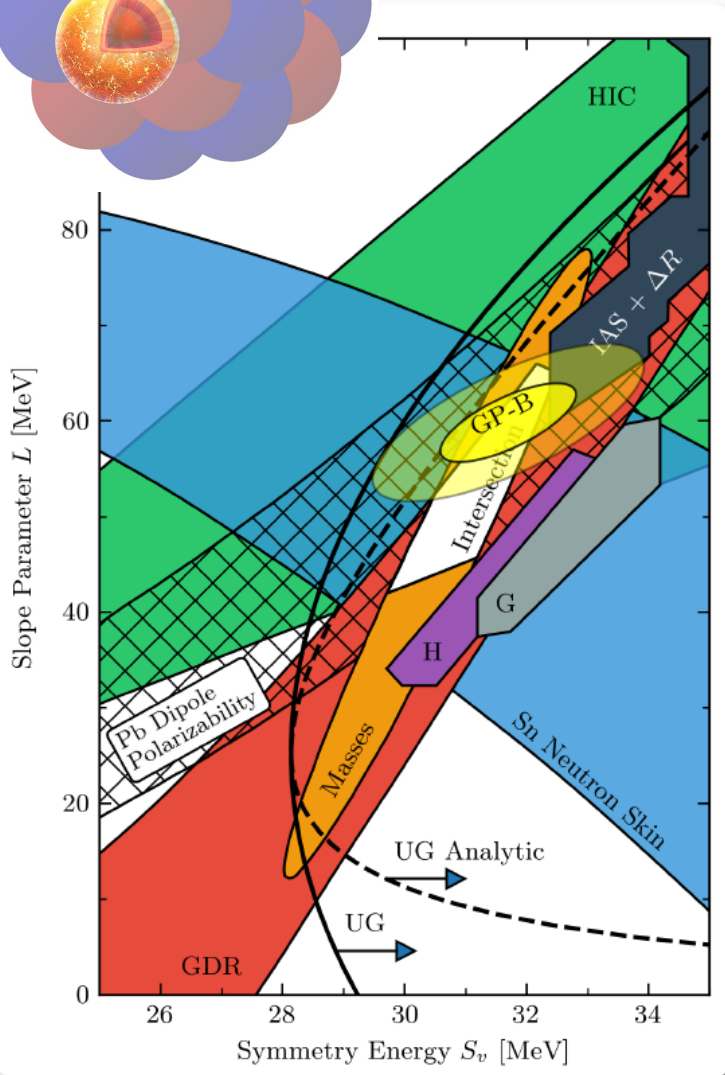 HIC
80
IAS + ΔR
60
GP-B
Intersection
40
G
H
Pb Dipole
Polarizability
Masses
Sn Neutron Skin
20
UG Analytic
UG
GDR
0
26
28
30
32
34
Slope Parameter L [MeV]
Symmetry Energy Sᵥ [MeV]